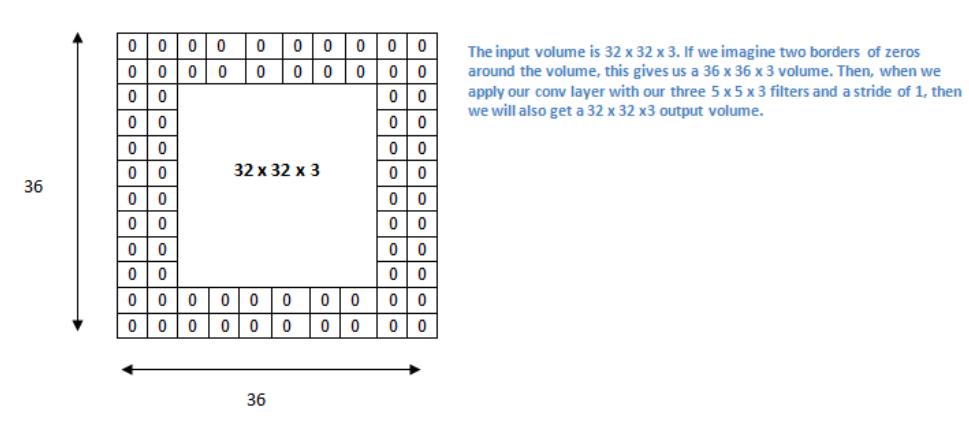 0 0 0 0 0 0 0 0 0 0
0 0 0 0 0 0 0 0 0 0
0 0 0 0
0 0 0 0
0 0 0 0
0 0 32 x 32 x 3 0 0
36
0 0 0 0
0 0 0 0
0 0 0 0
0 0 0 0
0 0 0 0 0 0 0 0 0 0
0 0 0 0 0 0 0 0 0 0
36
The input volume is 32 x 32 x 3. If we imagine two borders of zeros
around the volume, this gives us a 36 x 36 x 3 volume. Then, when we
apply our conv layer with our three 5 x 5 x 3 filters and a stride of 1, then
we will also get a 32 x 32 x3 output volume.